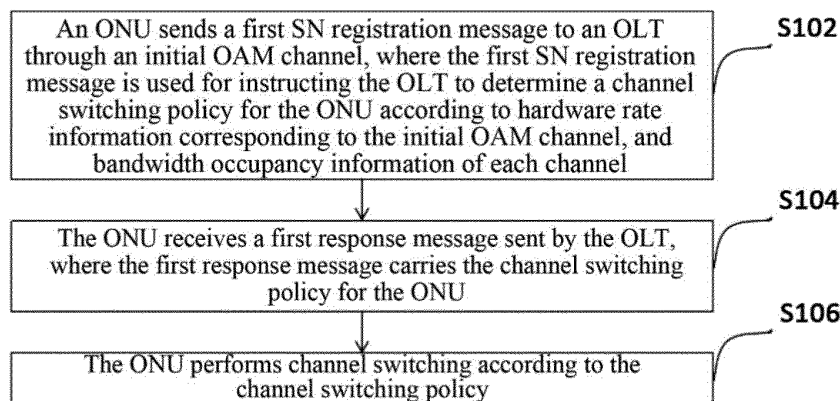 An ONU sends a first SN registration message to an OLT
through an initial OAM channel, where the first SN registration
message is used for instructing the OLT to determine a channel
switching policy for the ONU according to hardware rate
information corresponding to the initial OAM channel, and
bandwidth occupancy information of each channel
S102
The ONU receives a first response message sent by the OLT,
where the first response message carries the channel switching
policy for the ONU
S104
The ONU performs channel switching according to the
channel switching policy
S106